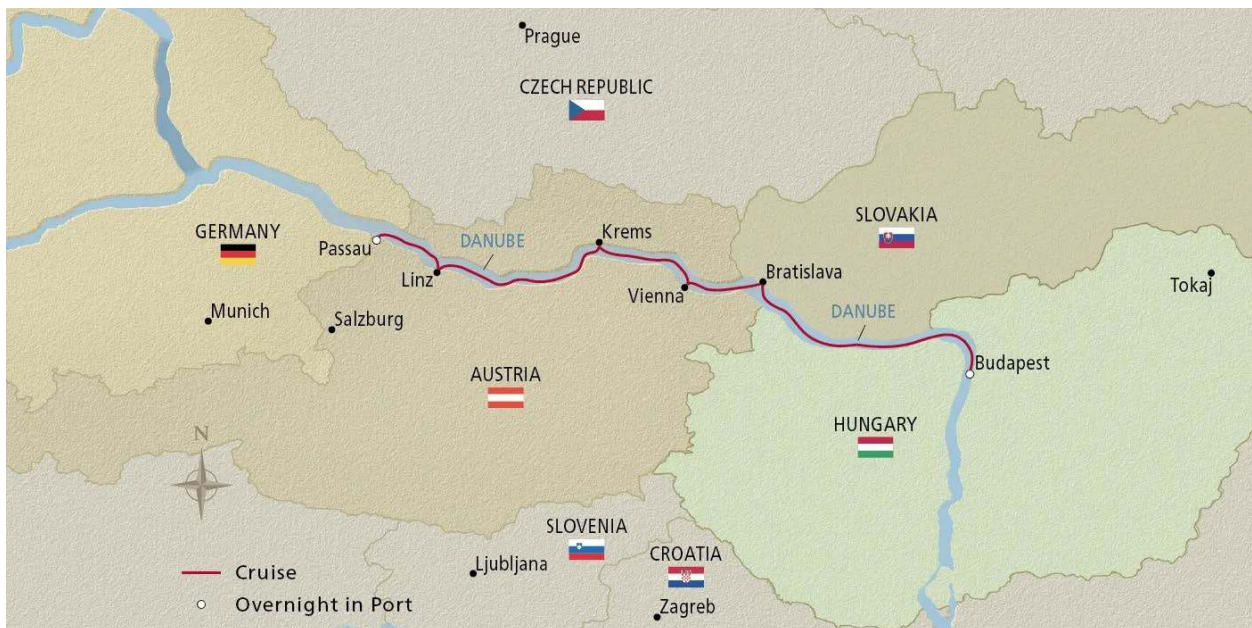 Prague
CZECH REPUBLIC
SLOVAKIA
GERMANY
Passau
DANUBE
Krems
Linz
Vienna
Bratislava
Tokaj
Munich
Salzburg
DANUBE
Budapest
AUSTRIA
HUNGARY
N
SLOVENIA
CROATIA
Ljubljana
Zagreb
Cruise
Overnight in Port